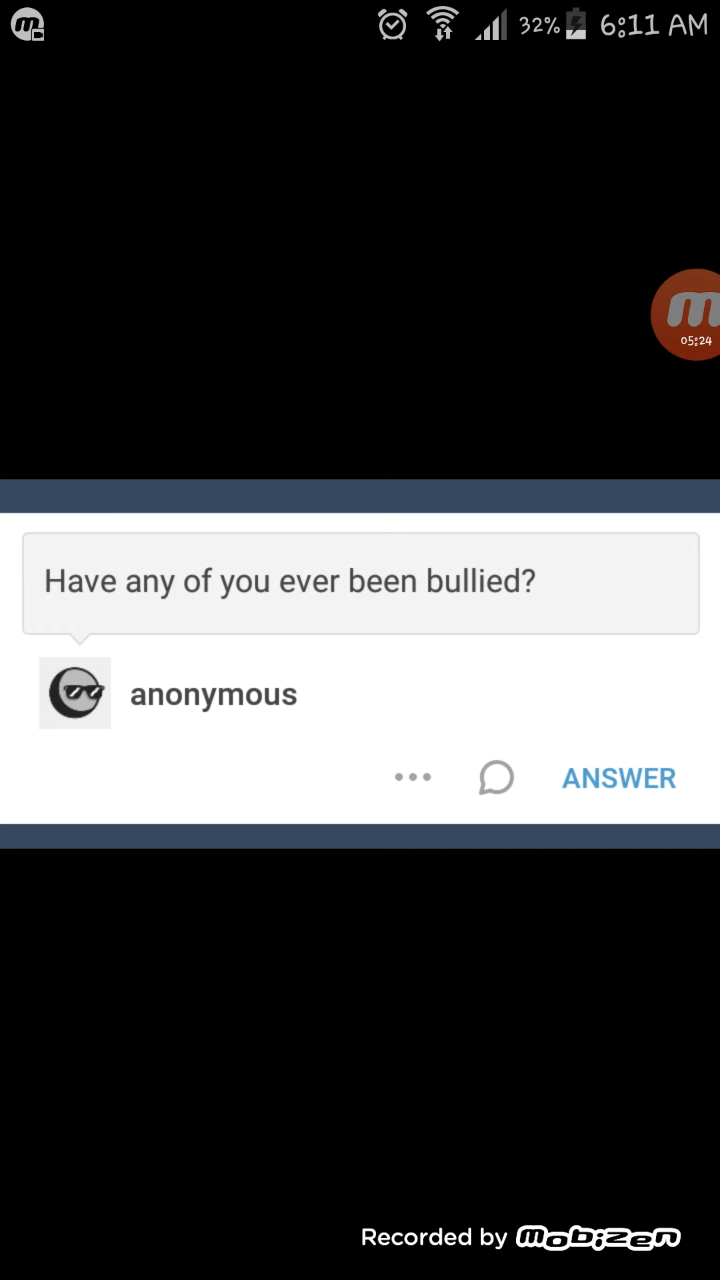 32% 6:11 AM
05:24
Have any of you ever been bullied?
anonymous
ANSWER
Recorded by mobizen